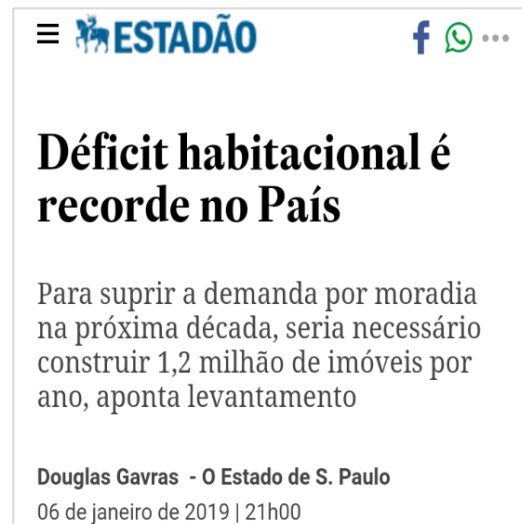 ESTADÃO
Déficit habitacional é
recorde no País
Para suprir a demanda por moradia
na próxima década, seria necessário
construir 1,2 milhão de imóveis por
ano, aponta levantamento
Douglas Gavras - O Estado de S. Paulo
06 de janeiro de 2019 | 21h00